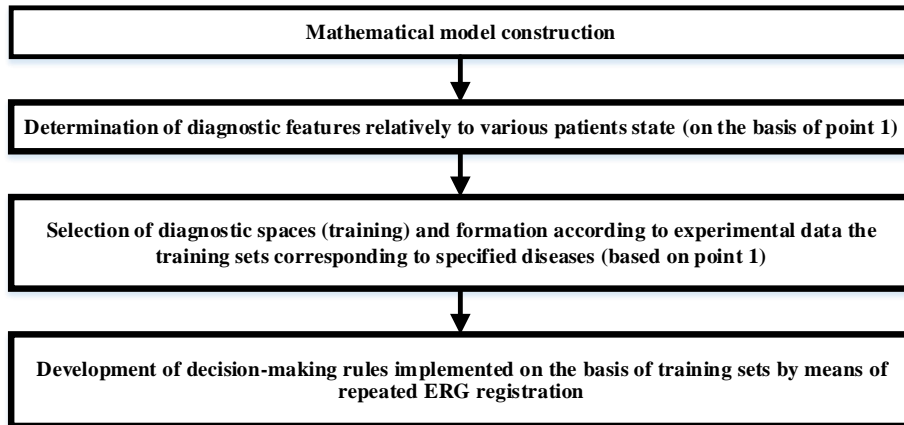 Mathematical model construction
Determination of diagnostic features relatively to various patients state (on the basis of point 1)
Selection of diagnostic spaces (training) and formation according to experimental data the
training sets corresponding to specified diseases (based on point 1)
Development of decision-making rules implemented on the basis of training sets by means of
repeated ERG registration